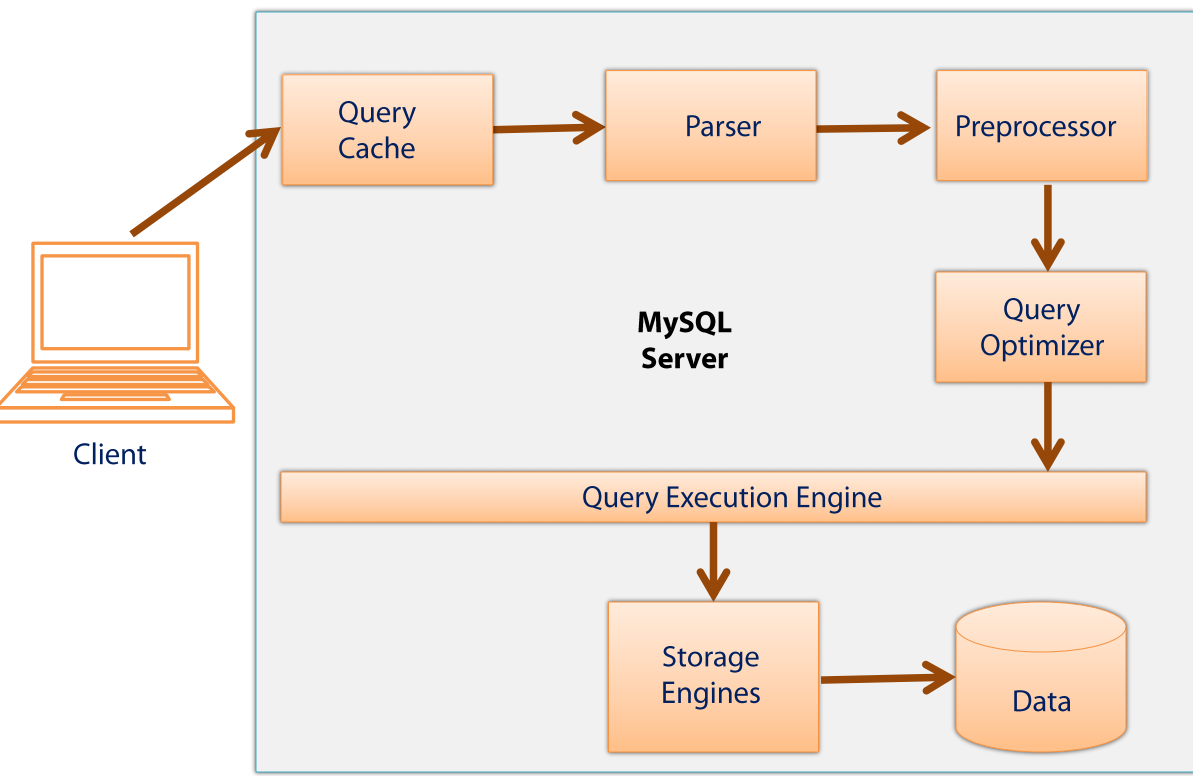 Query
Cache
Parser
Preprocessor
Query
Optimizer
MySQL
Server
Client
Query Execution Engine
Storage
Engines
Data